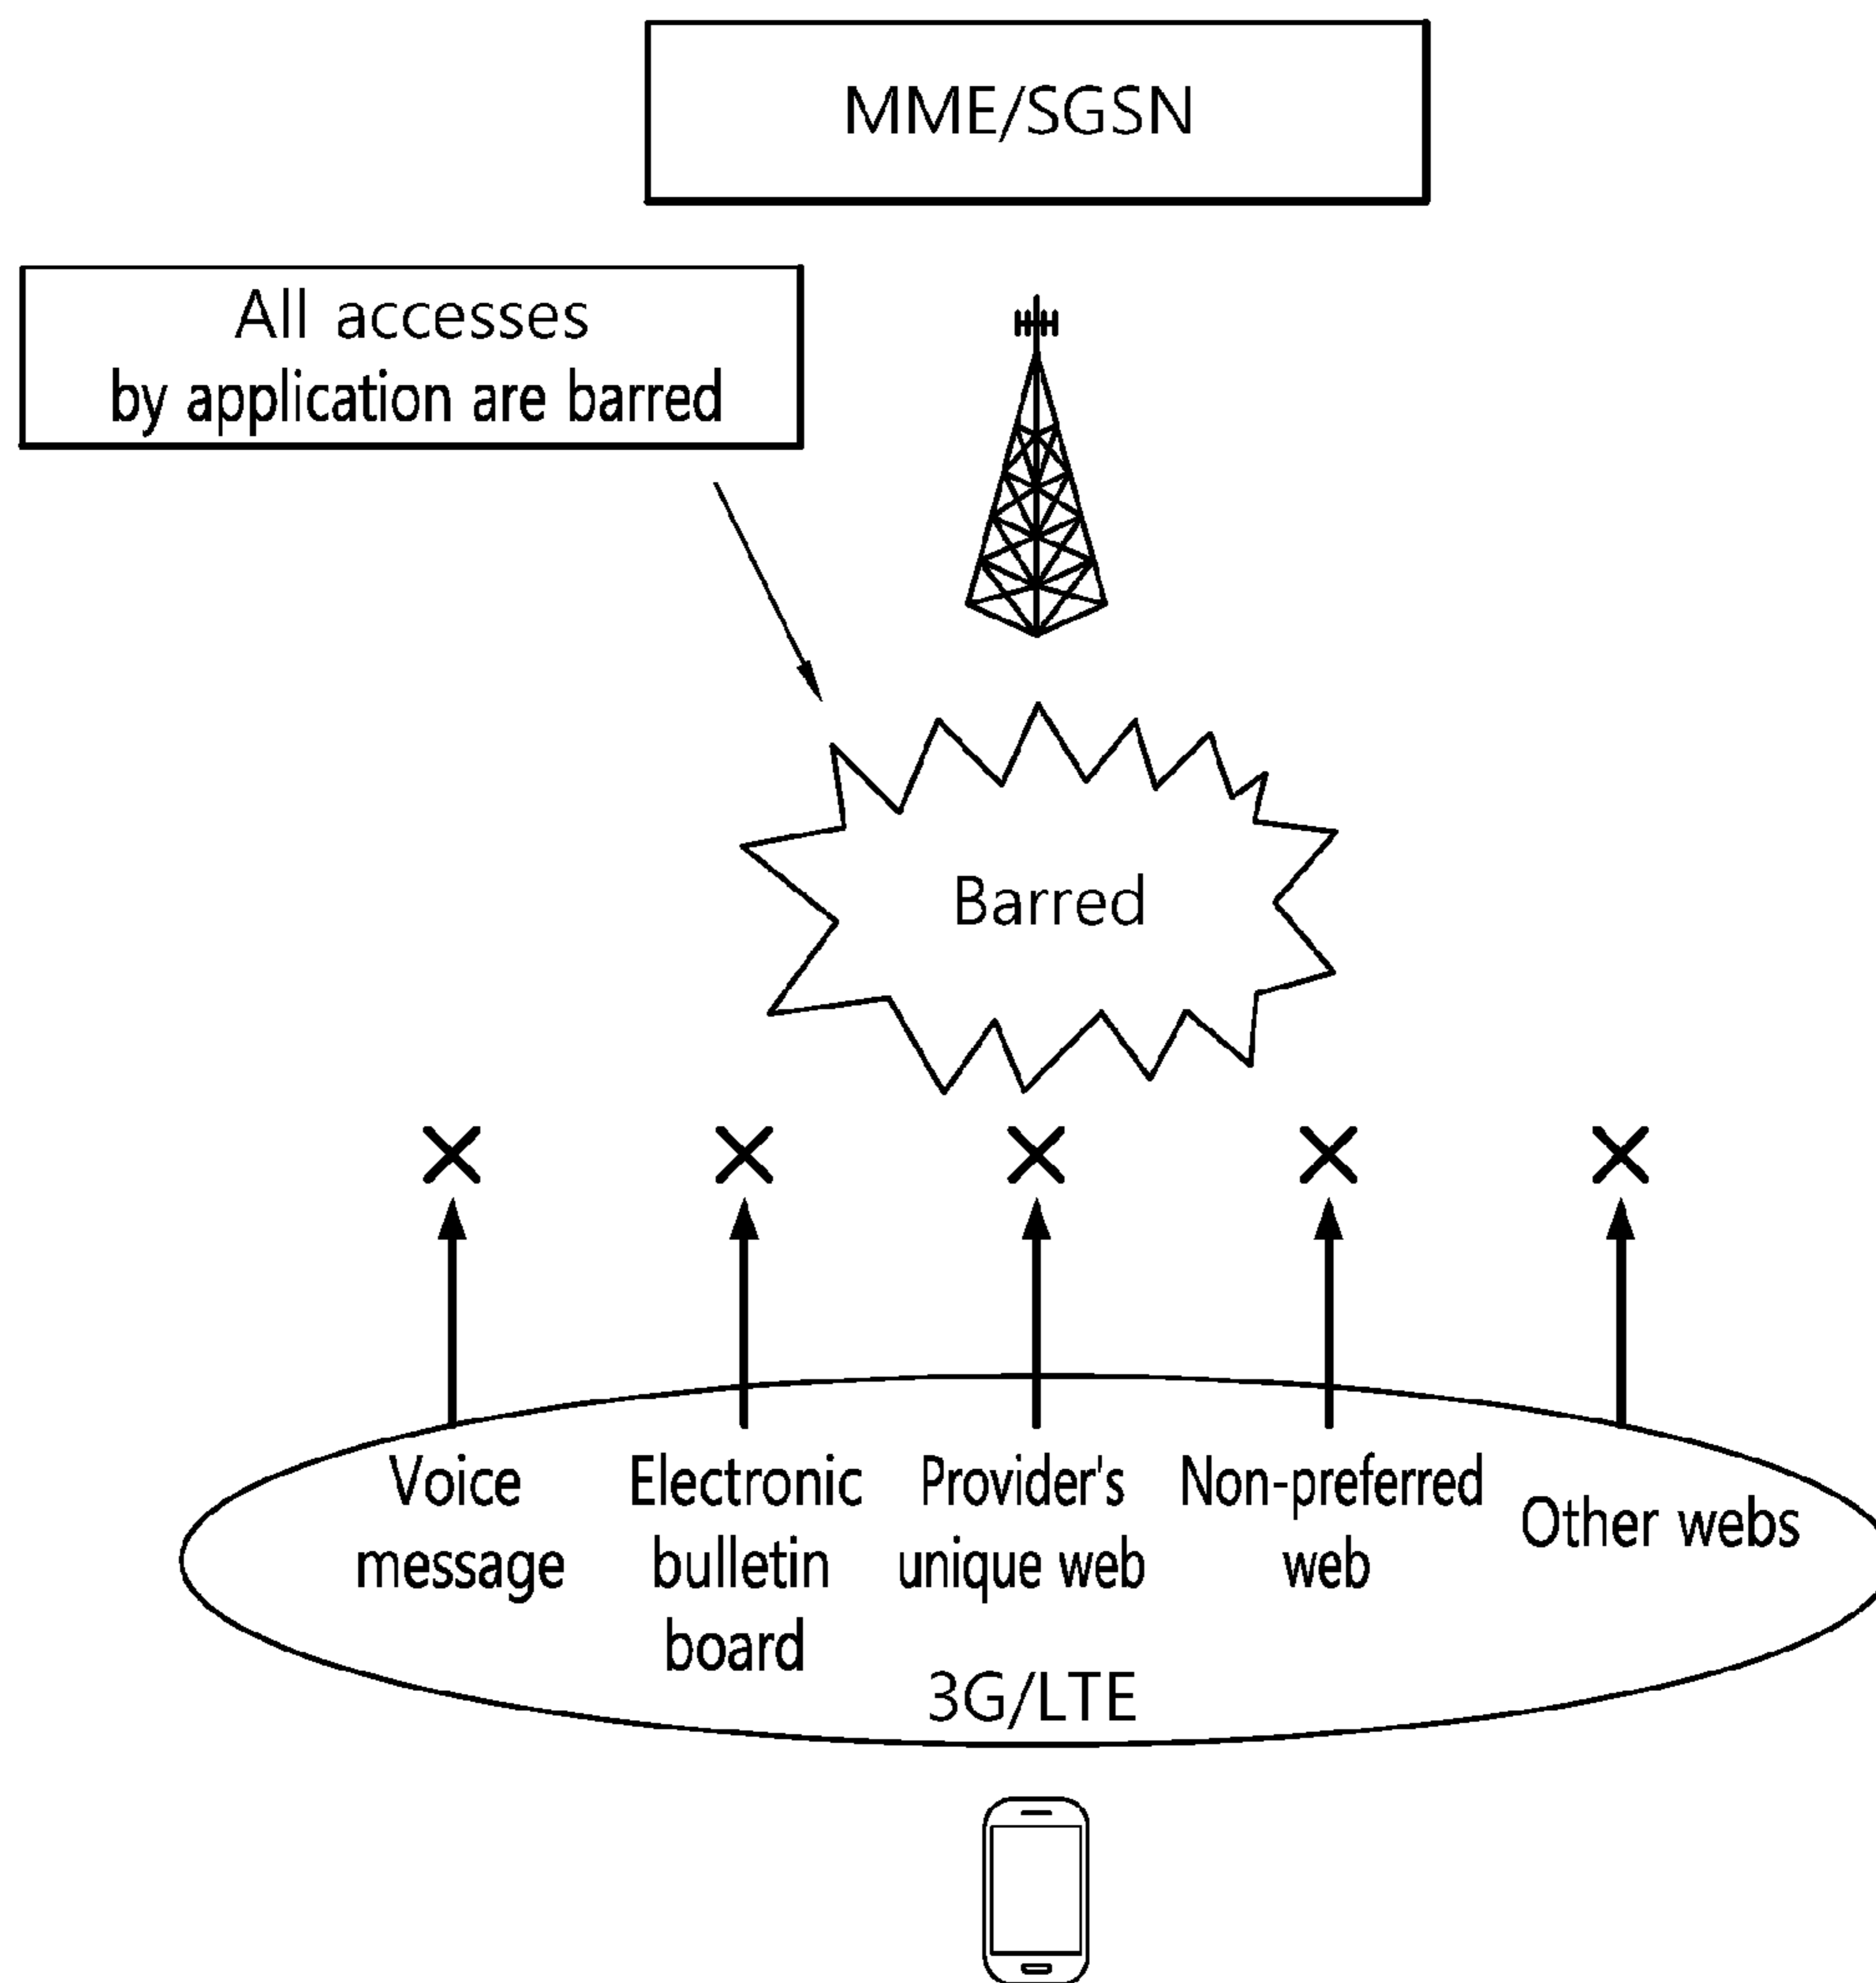 MME/SGSN
All accesses
by application are barred
Barred
Voice
message
Electronic
bulletin
board
Provider's
unique web
Non-preferred
web
Other webs
3G/LTE